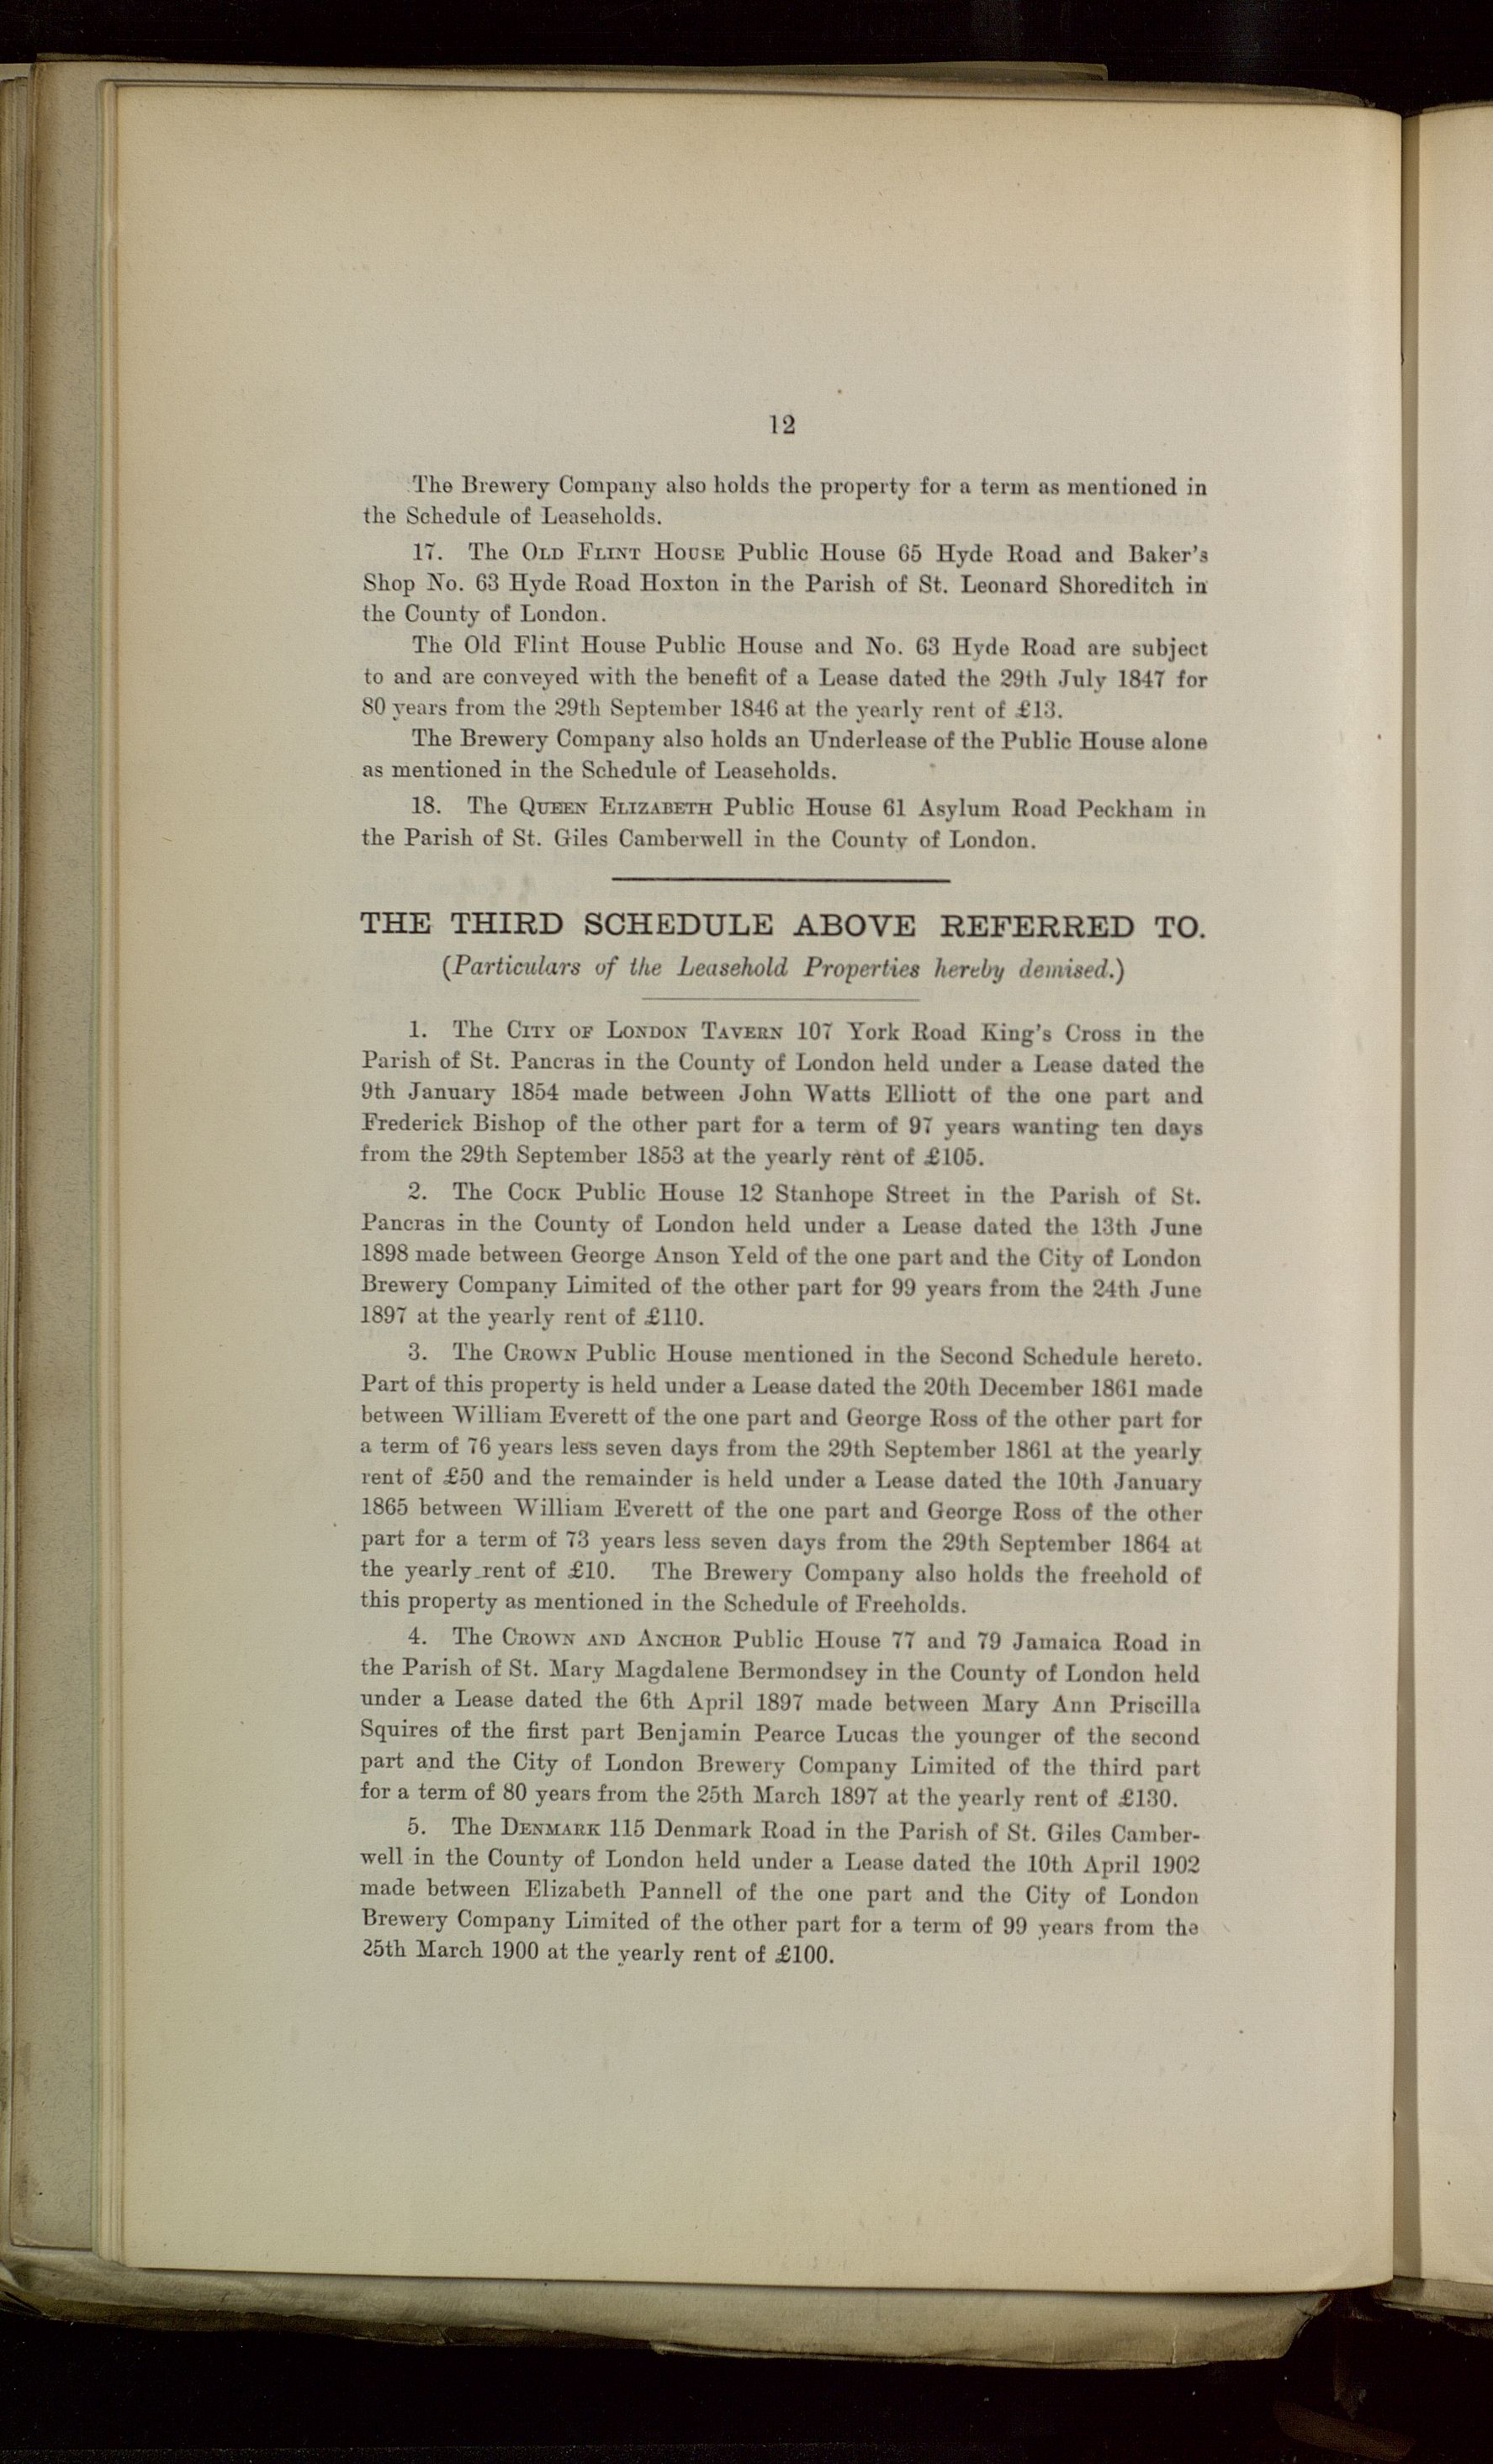 12
The Brewery Company also holds the property for a term as mentioned in
the Schedule of Leaseholds.
17. The Old Flint House Public House 65 Hyde Road and Baker's
Shop No. 63 Hyde Road Hoxton in the Parish of St. Leonard Shoreditch in
the County of London.
The Old Flint House Public House and No. 63 Hyde Road are subject
to and are conveyed with the benefit of a Lease dated the 29th July 1847 for
80 years from the 29th September 1846 at the yearly rent of £13.
The Brewery Company also holds an Underlease of the Public House alone
as mentioned in the Schedule of Leaseholds.
18. The Queen Elizabeth Public House 61 Asylum Road Peckham in
the Parish of St. Giles Camberwell in the County of London.
THE THIRD SCHEDULE ABOVE REFERRED TO.
(Particulars of the Leasehold Properties hereby demised.)
1. The City of London Tavern 107 York Road King's Cross in the
Parish of St. Pancras in the County of London held under a Lease dated the
9th January 1854 made between John Watts Elliott of the one part and
Frederick Bishop of the other part for a term of 97 years wanting ten days
from the 29th September 1853 at the yearly rent of £105.
2. The Cock Public House 12 Stanhope Street in the Parish of St.
Pancras in the County of London held under a Lease dated the 13th June
1898 made between George Anson Yeld of the one part and the City of London
Brewery Company Limited of the other part for 99 years from the 24th June
1897 at the yearly rent of £110.
3. The Crown Public House mentioned in the Second Schedule hereto.
Part of this property is held under a Lease dated the 20th December 1861 made
between William Everett of the one part and George Ross of the other part for
a term of 76 years less seven days from the 29th September 1861 at the yearly
rent of £50 and the remainder is held under a Lease dated the 10th January
1865 between William Everett of the one part and George Ross of the other
part for a term of 73 years less seven days from the 29th September 1864 at
the yearly rent of £10. The Brewery Company also holds the freehold of
this property as mentioned in the Schedule of Freeholds.
4. The Crown and Anchor Public House 77 and 79 Jamaica Road in
the Parish of St. Mary Magdalene Bermondsey in the County of London held
under a Lease dated the 6th April 1897 made between Mary Ann Priscilla
Squires of the first part Benjamin Pearce Lucas the younger of the second
part and the City of London Brewery Company Limited of the third part
for a term of 80 years from the 25th March 1897 at the yearly rent of £130.
5. The Denmark 115 Denmark Road in the Parish of St. Giles Camber-
well in the County of London held under a Lease dated the 10th April 1902
made between Elizabeth Pannell of the one part and the City of London
Brewery Company Limited of the other part for a term of 99 years from the
25th March 1900 at the yearly rent of £100.